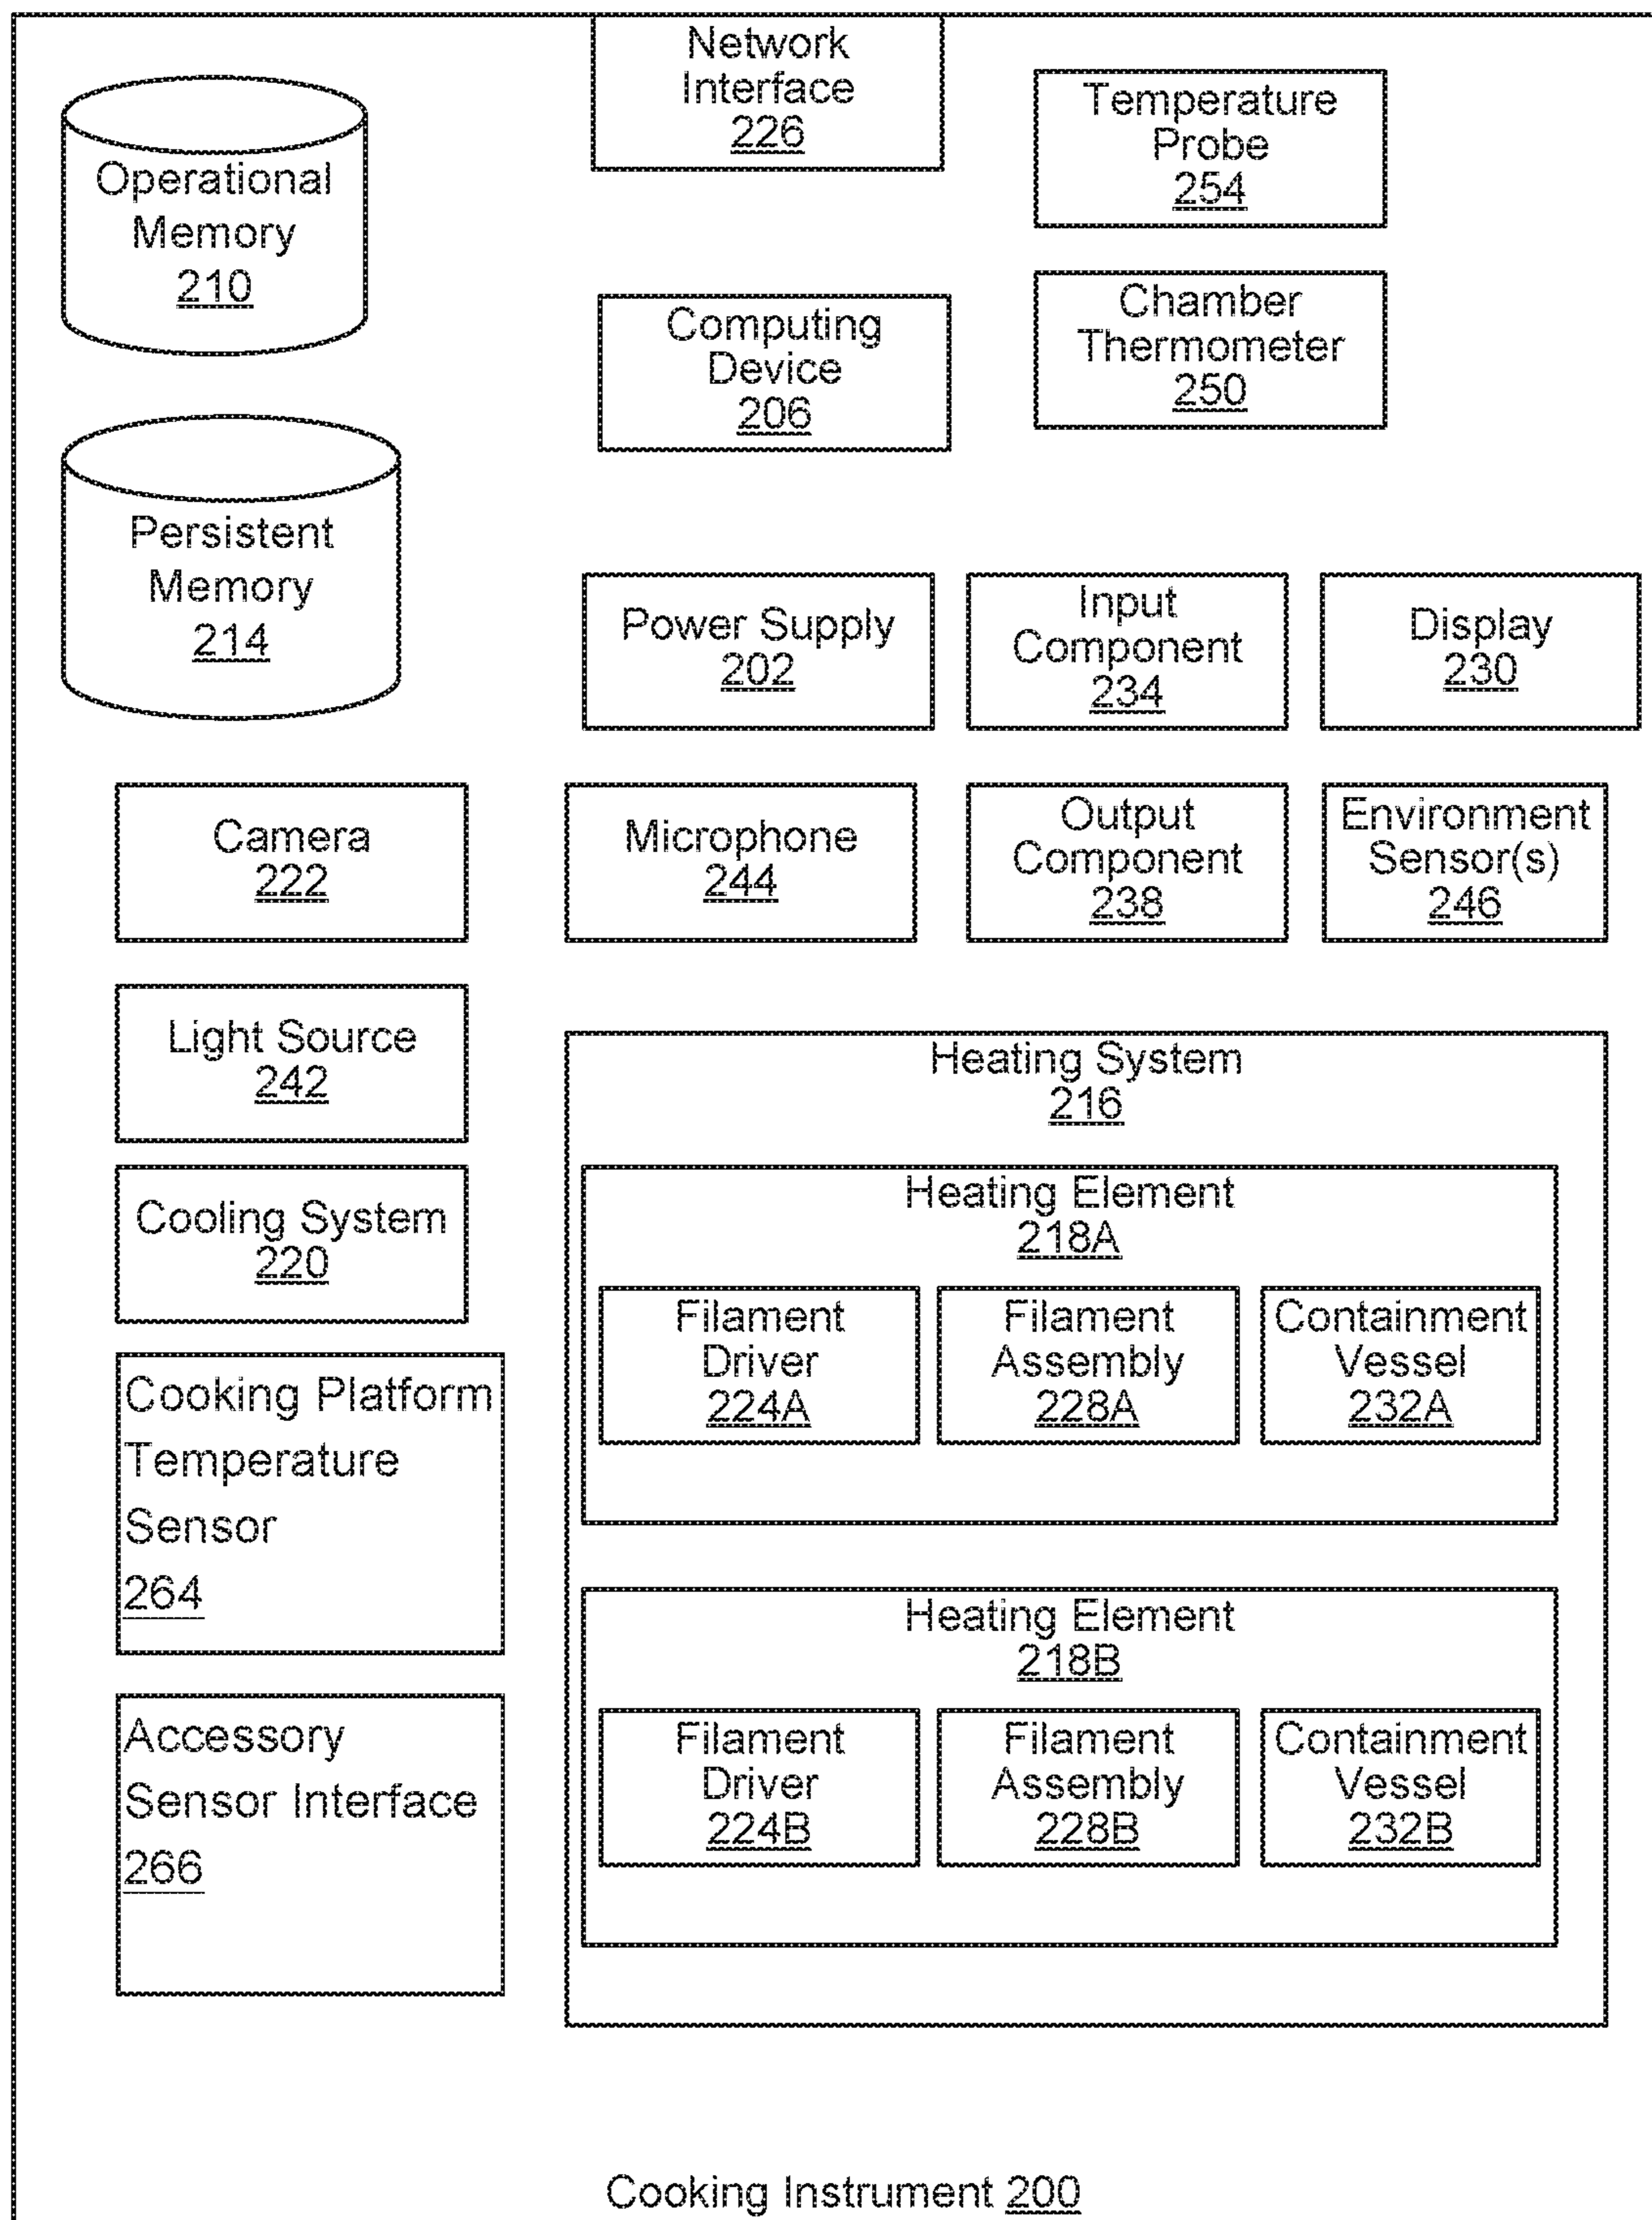 Network
Interface
226
Temperature
Probe
254
Operational
Memory
210
Computing
Device
206
Chamber
Thermometer
250
Persistent
Memory
214
Power Supply
202
Input
Component
234
Display
230
Camera
222
Microphone
244
Output
Component
238
Environment
Sensor(s)
246
Light Source
242
Cooling System
220
Cooking Platform
Temperature
Sensor
264
Accessory
Sensor Interface
266
Heating System
216
Heating Element
218A
Filament
Driver
224A
Filament
Assembly
228A
Containment
Vessel
232A
Heating Element
218B
Filament
Driver
224B
Filament
Assembly
228B
Containment
Vessel
232B
Cooking Instrument 200